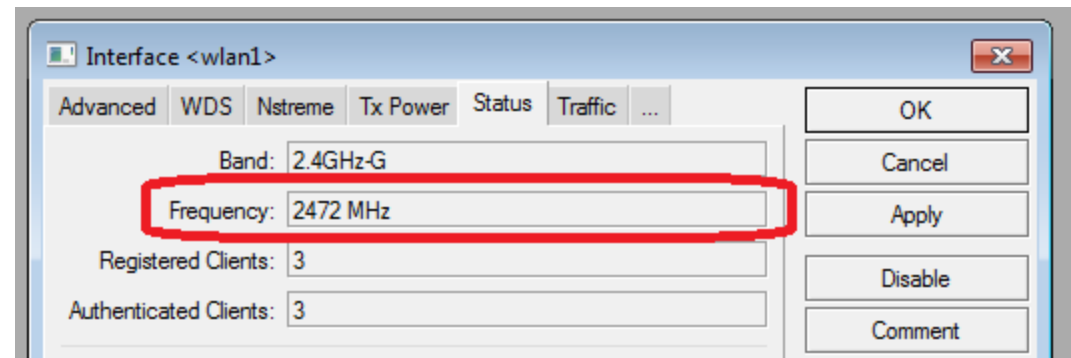 Interface <wlan1>
Advanced WDS Nstreme Tx Power Status Traffic ...
OK
Band: 2.4GHz-G
Cancel
Frequency: 2472 MHz
Apply
Registered Clients: 3
Disable
Authenticated Clients: 3
Comment